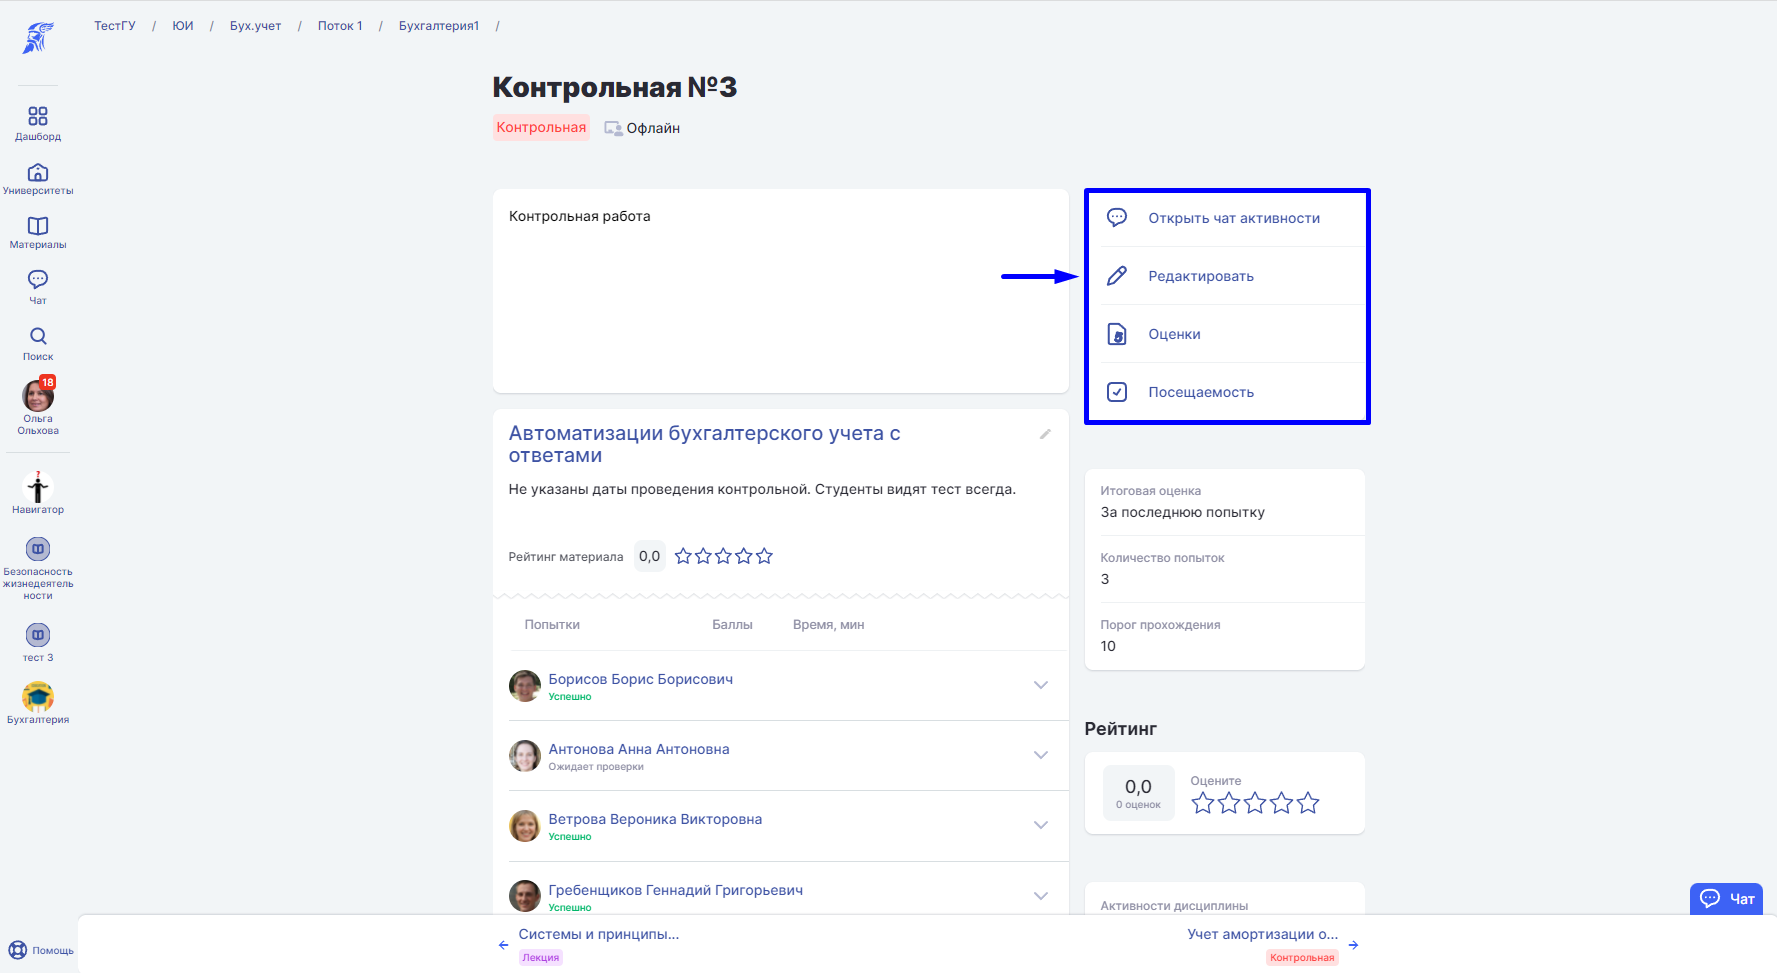 ТестГУ / ЮИ / Бух.учет / Поток 1 / Бухгалтерия1 /
Дашборд
Университеты
Материалы
Чат
Поиск
18
Ольга
Ольхова
?
Навигатор
Безопасность
жизнедеятель
ности
тест 3
Бухгалтерия
Помощь
Контрольная №3
Контрольная Офлайн
Контрольная работа
Автоматизации бухгалтерского учета с
ответами
Не указаны даты проведения контрольной. Студенты видят тест всегда.
Рейтинг материала 0,0
Попытки Баллы Время, мин
Борисов Борис Борисович
Успешно
Антонова Анна Антоновна
Ожидает проверки
Ветрова Вероника Викторовна
Успешно
Гребенщиков Геннадий Григорьевич
Успешно
Открыть чат активности
Редактировать
5 Оценки
Посещаемость
Итоговая оценка
За последнюю попытку
Количество попыток
3
Порог прохождения
10
Рейтинг
0,0
0 оценок
Оцените
Активности дисциплины
Чат
← Системы и принципы...
Лекция
Учет амортизации о... →
Контрольная